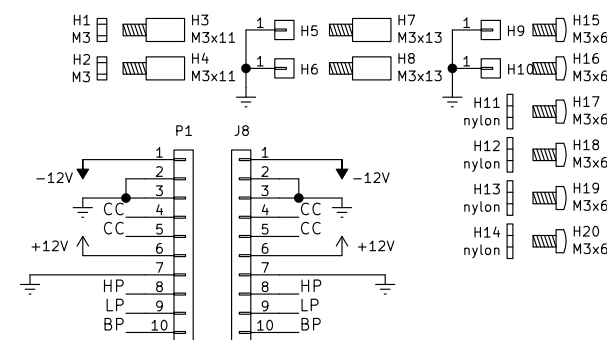 H1
M3
H3
M3x11
1
H5
H7
M3x13
1
H9
H15
M3x6
H2
M3
H4
M3x11
1
H6
H8
M3x13
1
H10
H16
M3x6
H11
nylon
H17
M3x6
H12
nylon
H18
M3x6
H13
nylon
H19
M3x6
H14
nylon
H20
M3x6
P1
J8
1
1
-12V
-12V
2
2
3
3
CC
4
4
CC
CC
5
5
CC
+12V
6
6
+12V
7
7
HP
8
8
HP
LP
9
9
LP
BP
10
10
BP